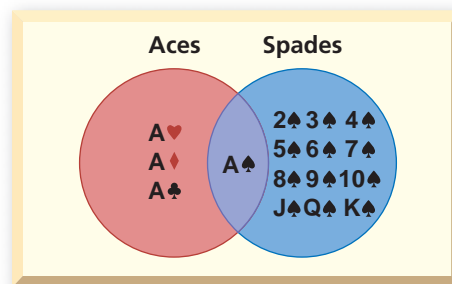 Aces Spades
A♥
A♦
A♣
A♠
2♠ 3♠ 4♠
5♠ 6♠ 7♠
8♠ 9♠ 10♠
J♠ Q♠ K♠